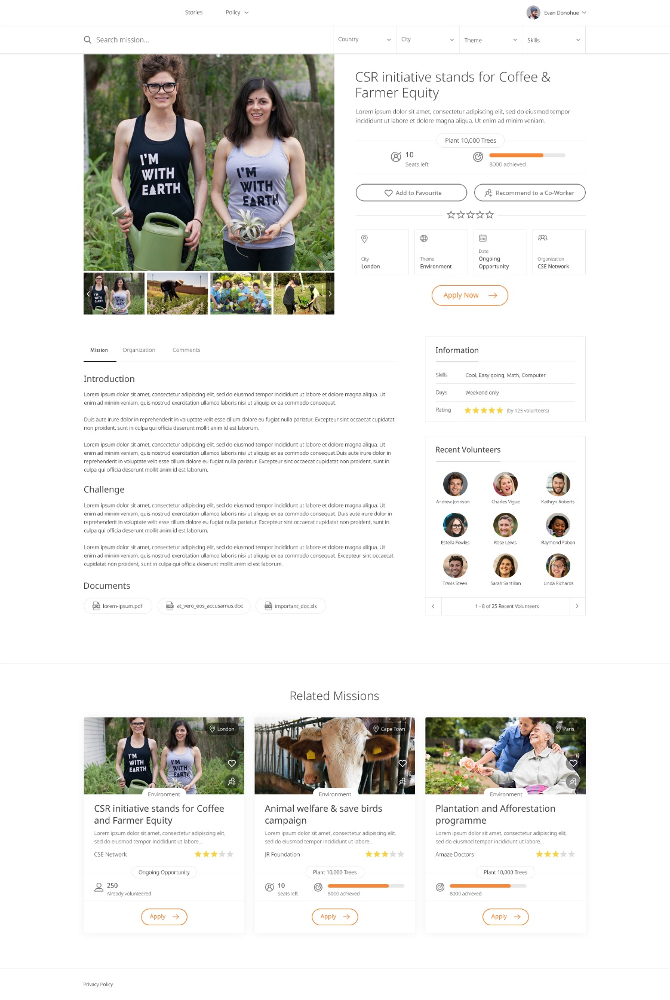 Stories
Policy
Evan Donohue
Search mission...
Country
City
Theme
Skills
I'M
WITH
EARTH
I'M
WITH
EARTH
CSR initiative stands for Coffee &
Farmer Equity
Lorem ipsum dolor sit amet, consectetur adipiscing elit, sed do eiusmod tempor
incididunt ut labore et dolore magna aliqua. Ut enim ad minim veniam.
Plant 10,000 Trees
10
Seats left
8000 achieved
Add to Favourite
Recommend to a Co-Worker
City
London
Theme
Environment
Date
Ongoing
Opportunity
Organization
CSE Network
I'M
WITH
EARTH
I'M
WITH
EARTH
Apply Now
Mission
Organization
Comments
Introduction
Lorem ipsum dolor sit amet, consectetur adipiscing elit, sed do eiusmod tempor incididunt ut labore et dolore magna aliqua. Ut
enim ad minim veniam, quis nostrud exercitation ullamco laboris nisi ut aliquip ex ea commodo consequat.
Duis aute irure dolor in reprehenderit in voluptate velit esse cillum dolore eu fugiat nulla pariatur. Excepteur sint occaecat cupidatat
non proident, sunt in culpa qui officia deserunt mollit anim id est laborum.
Lorem ipsum dolor sit amet, consectetur adipiscing elit, sed do eiusmod tempor incididunt ut labore et dolore magna aliqua. Ut
enim ad minim veniam, quis nostrud exercitation ullamco laboris nisi ut aliquip ex ea commodo consequat.Duis aute irure dolor in
reprehenderit in voluptate velit esse cillum dolore eu fugiat nulla pariatur. Excepteur sint occaecat cupidatat non proident, sunt in
culpa qui officia deserunt mollit anim id est laborum.
Challenge
Lorem ipsum dolor sit amet, consectetur adipiscing elit, sed do eiusmod tempor incididunt ut labore et dolore magna aliqua. Ut
enim ad minim veniam, quis nostrud exercitation ullamco laboris nisi ut aliquip ex ea commodo consequat. Duis aute irure dolor in
reprehenderit in voluptate velit esse cillum dolore eu fugiat nulla pariatur. Excepteur sint occaecat cupidatat non proident, sunt in
culpa qui officia deserunt mollit anim id est laborum.
Lorem ipsum dolor sit amet, consectetur adipiscing elit, sed do eiusmod tempor incididunt ut labore et dolore magna aliqua. Ut
enim ad minim veniam, quis nostrud exercitation ullamco laboris nisi ut aliquip ex ea commodo consequat. Excepteur sint occaecat
cupidatat non proident, sunt in culpa qui officia deserunt mollit anim id est laborum.
Documents
lorem-ipsum.pdf
at_vero_eos_accusamus.doc
important_doc.xls
Information
Skills
Cool, Easy going, Math, Computer
Days
Weekend only
Rating
(by 125 volunteers)
Recent Volunteers
Andrew Johnson
Charles Vigue
Kathryn Roberts
Estella Fowles
Rose Lewis
Raymond Pabon
Travis Steen
Sarah Santillan
Linda Richards
1 - 8 of 25 Recent Volunteers
Related Missions
London
I'M
WITH
EARTH
I'M
WITH
EARTH
Environment
CSR initiative stands for Coffee
and Farmer Equity
Lorem ipsum dolor sit amet, consectetur adipiscing elit,
sed do eiusmod tempor incididunt ut labore...
CSE Network
Ongoing Opportunity
250
Already volunteered
Apply
Cape Town
Environment
Animal welfare & save birds
campaign
Lorem ipsum dolor sit amet, consectetur adipiscing elit,
sed do eiusmod tempor incididunt ut labore...
JR Foundation
Plant 10,000 Trees
10
Seats left
8000 achieved
Apply
Paris
Environment
Plantation and Afforestation
programme
Lorem ipsum dolor sit amet, consectetur adipiscing elit,
sed do eiusmod tempor incididunt ut labore...
Amaze Doctors
Plant 10,000 Trees
8000 achieved
Apply
Privacy Policy